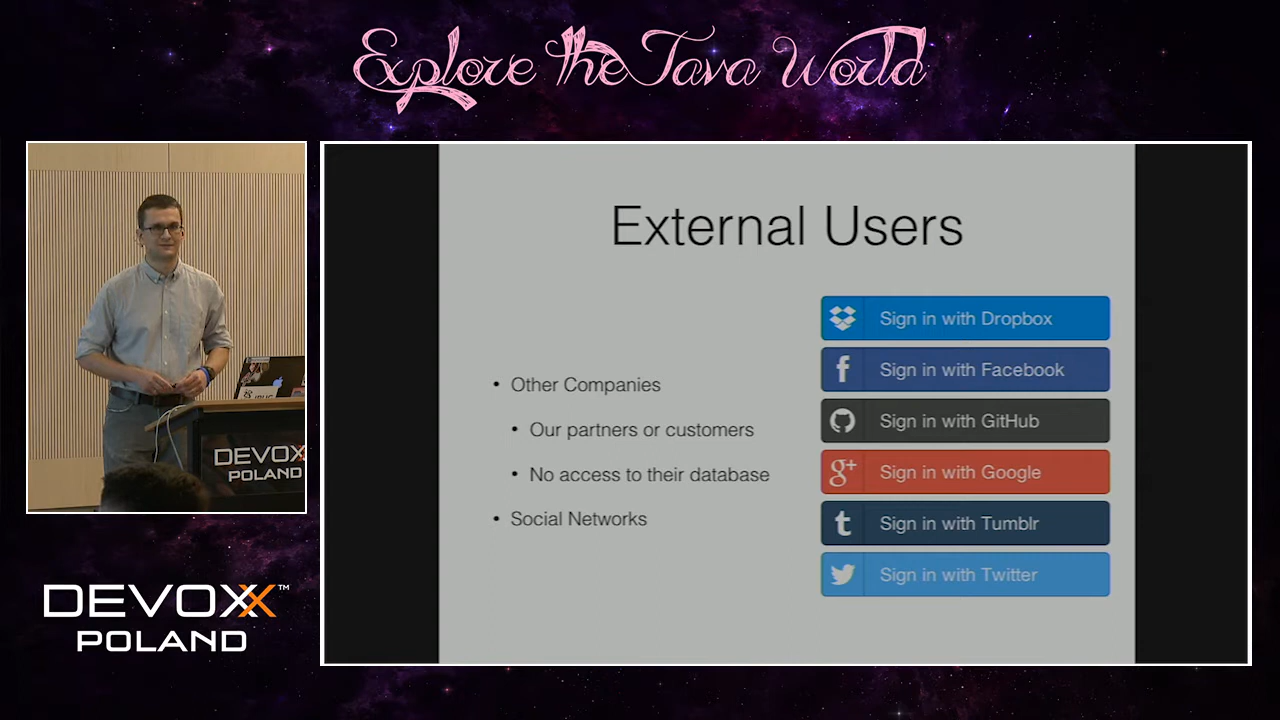 Explore the Java World
External Users
• Other Companies
• Our partners or customers
• No access to their database
• Social Networks
Sign in with Dropbox
Sign in with Facebook
Sign in with GitHub
Sign in with Google
Sign in with Tumblr
Sign in with Twitter
DEVOXX
POLAND
DEVOXX™
POLAND